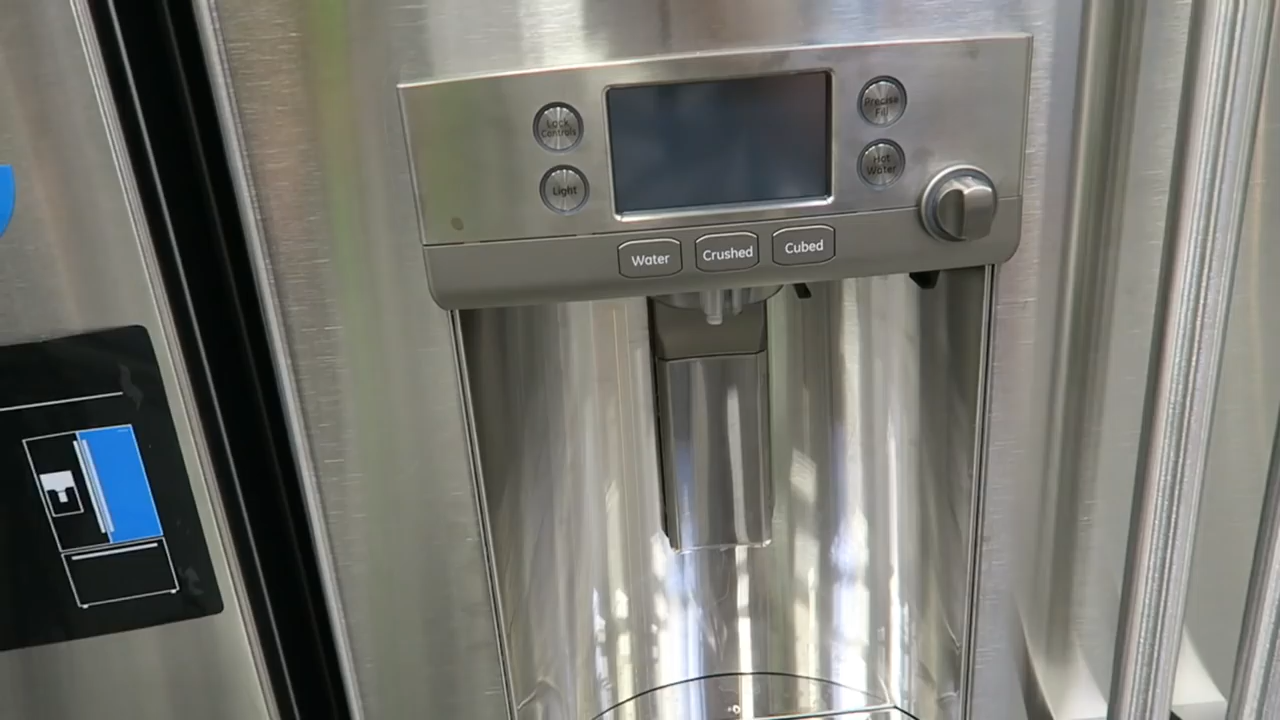 Lock
Controls
Light
Precise
Fill
Hot
Water
Water
Crushed
Cubed